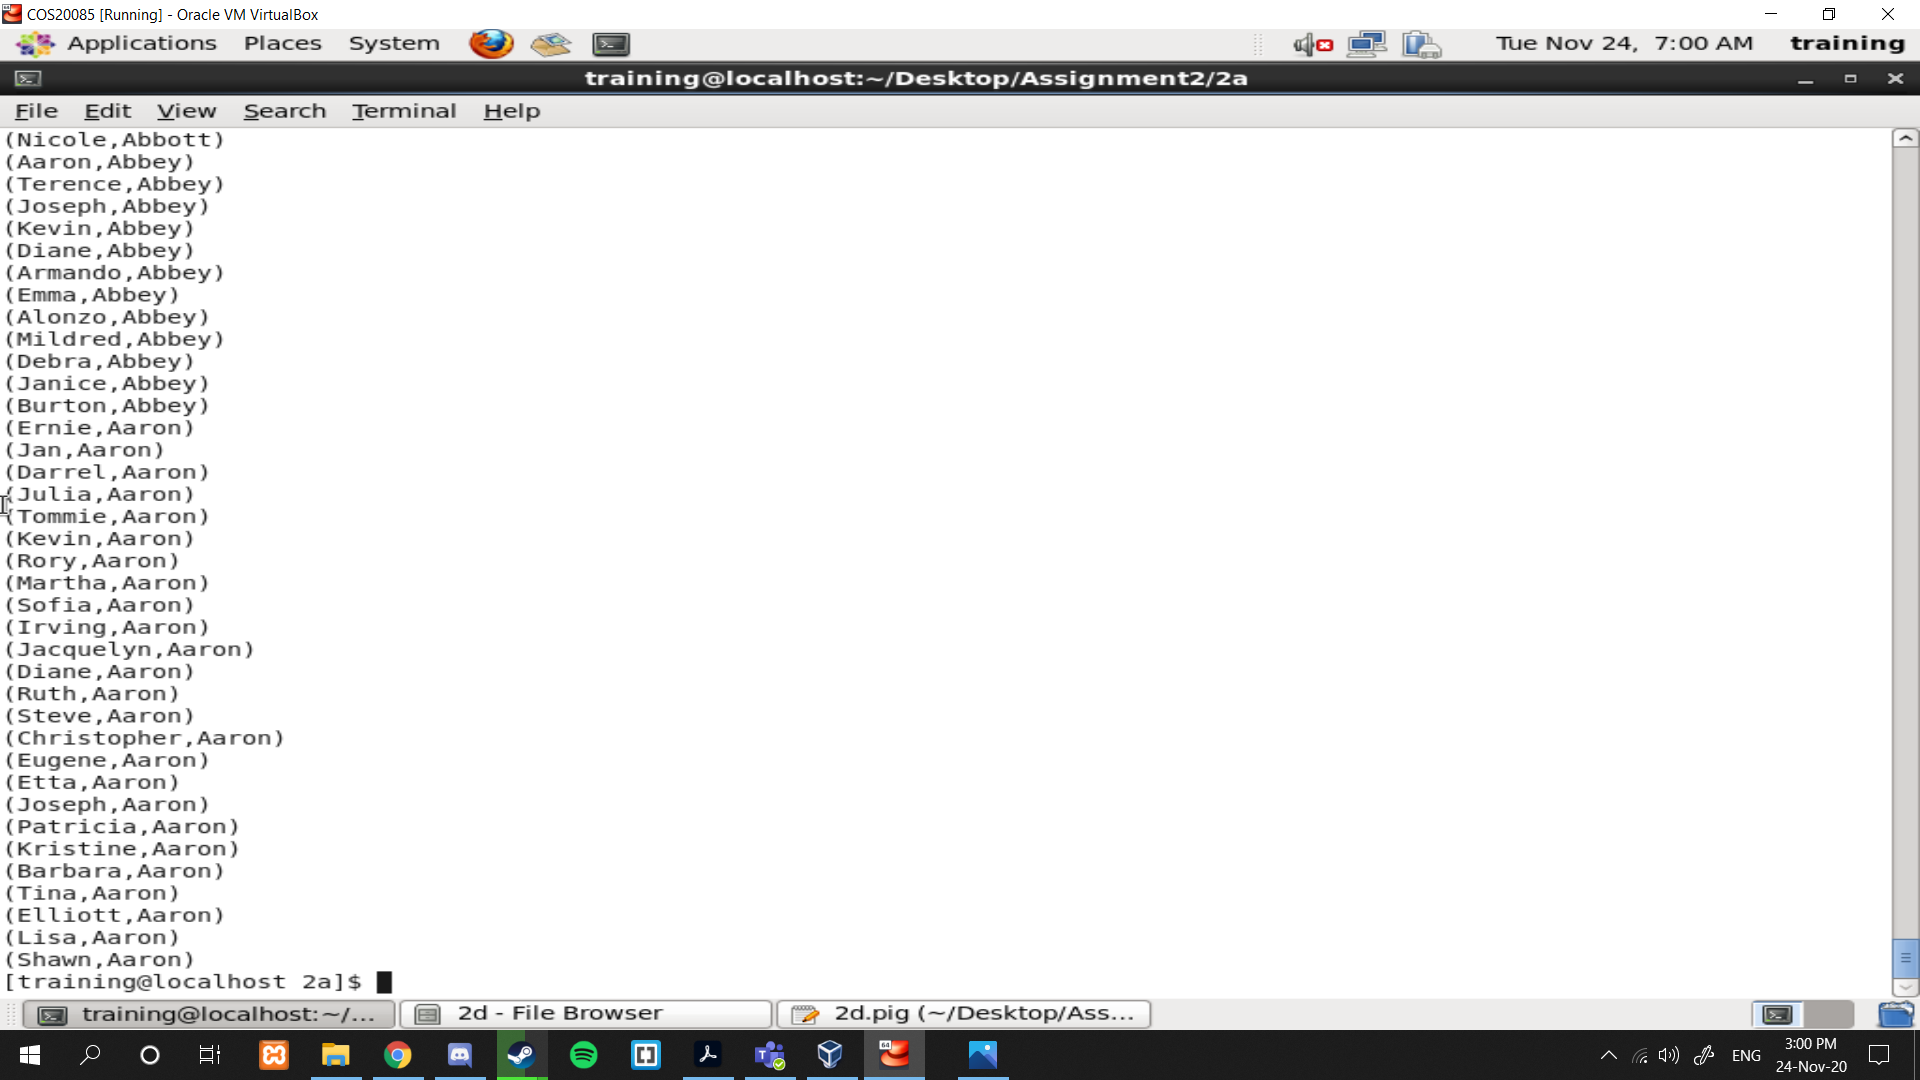 COS20085 [Running] - Oracle VM VirtualBox
Applications Places System Tue Nov 24, 7:00 AM training
training@localhost:~/Desktop/Assignment2/2a
File Edit View Search Terminal Help
(Nicole,Abbott)
(Aaron,Abbey)
(Terence,Abbey)
(Joseph,Abbey)
(Kevin,Abbey)
(Diane,Abbey)
(Armando,Abbey)
(Emma,Abbey)
(Alonzo,Abbey)
(Mildred,Abbey)
(Debra,Abbey)
(Janice,Abbey)
(Burton,Abbey)
(Ernie,Aaron)
(Jan,Aaron)
(Darrel,Aaron)
(Julia,Aaron)
(Tommie,Aaron)
(Kevin,Aaron)
(Rory,Aaron)
(Martha,Aaron)
(Sofia,Aaron)
(Irving,Aaron)
(Jacquelyn,Aaron)
(Diane,Aaron)
(Ruth,Aaron)
(Steve,Aaron)
(Christopher,Aaron)
(Eugene,Aaron)
(Etta,Aaron)
(Joseph,Aaron)
(Patricia,Aaron)
(Kristine,Aaron)
(Barbara,Aaron)
(Tina,Aaron)
(Elliott,Aaron)
(Lisa,Aaron)
(Shawn,Aaron)
[training@localhost 2a]$
training@localhost:~/... 2d - File Browser 2d.pig (~/Desktop/Ass...
ENG 3:00 PM
24-Nov-20